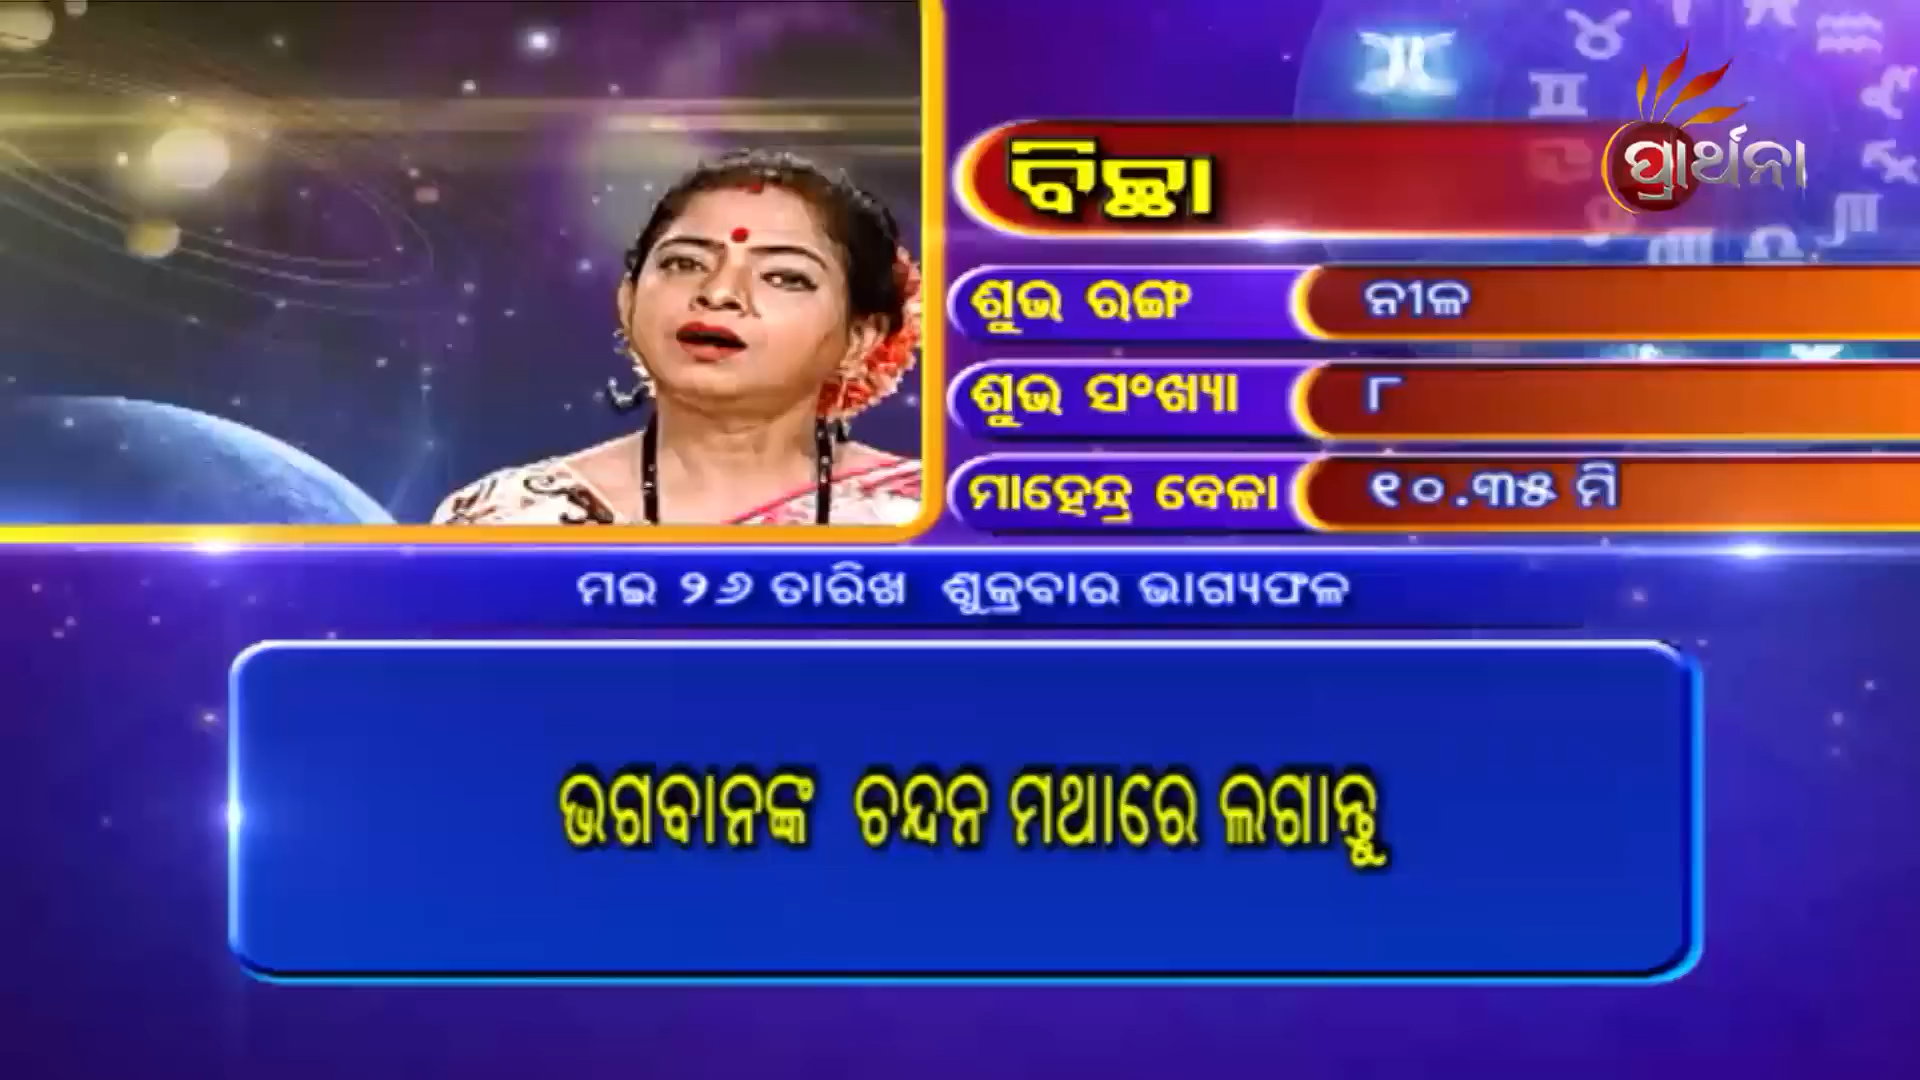 ବିଛା
ପ୍ରାର୍ଥନା
ଶୁଭ ରଙ୍ଗ ନୀଳ
ଶୁଭ ସଂଖ୍ୟା ୮
ମାହେନ୍ଦ୍ର ବେଳା ୧୦.୩୫ ମି
ମଇ ୨୬ ତାରିଖ ଶୁକ୍ରବାର ଭାଗ୍ୟଫଳ
ଭଗବାନଙ୍କ ଚନ୍ଦନ ମଥାରେ ଲଗାନ୍ତୁ